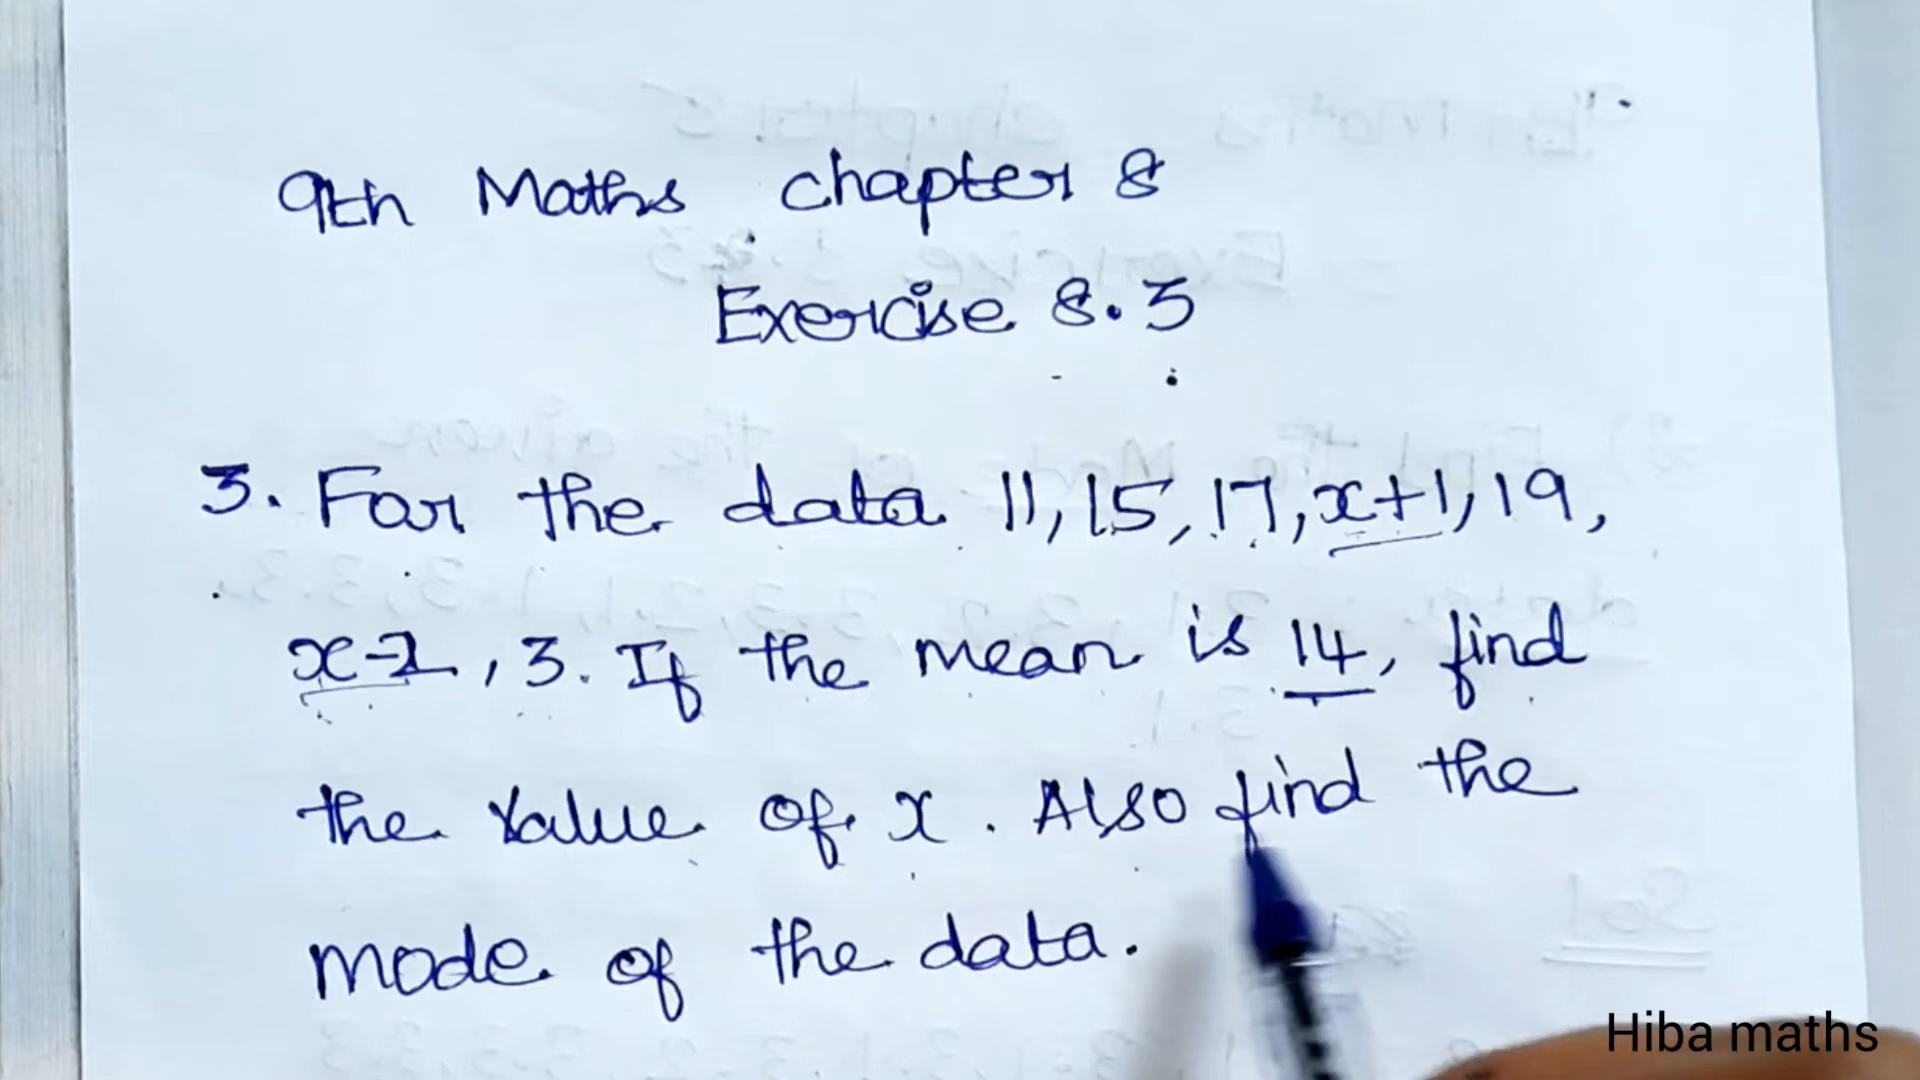 9th Maths chapter 8
Exercise 8.3
3. For the data 11, 15, 17, x+1, 19,
x-2, 3. If the mean is 14, find
the Value of x. Also find the
mode of the data.
Hiba maths